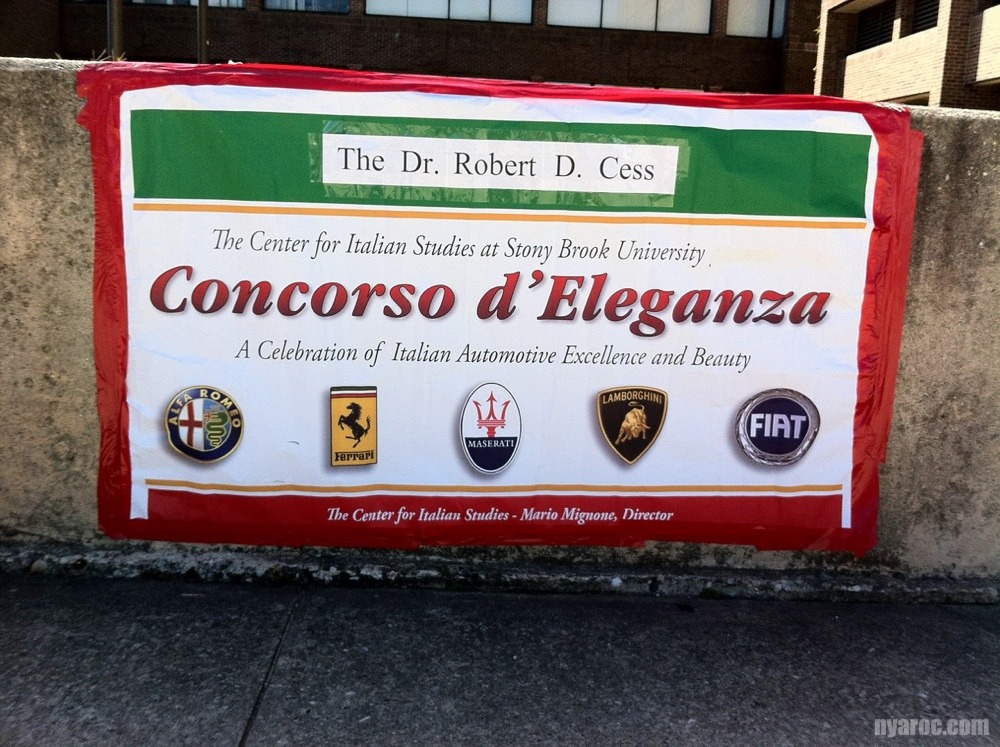 The Dr. Robert D. Cess
The Center for Italian Studies at Stony Brook University
Concorso d'Eleganza
A Celebration of Italian Automotive Excellence and Beauty
ALFA ROMEO
Ferrari
MASERATI
LAMBORGHINI
FIAT
The Center for Italian Studies - Mario Mignone, Director
nyaroc.com